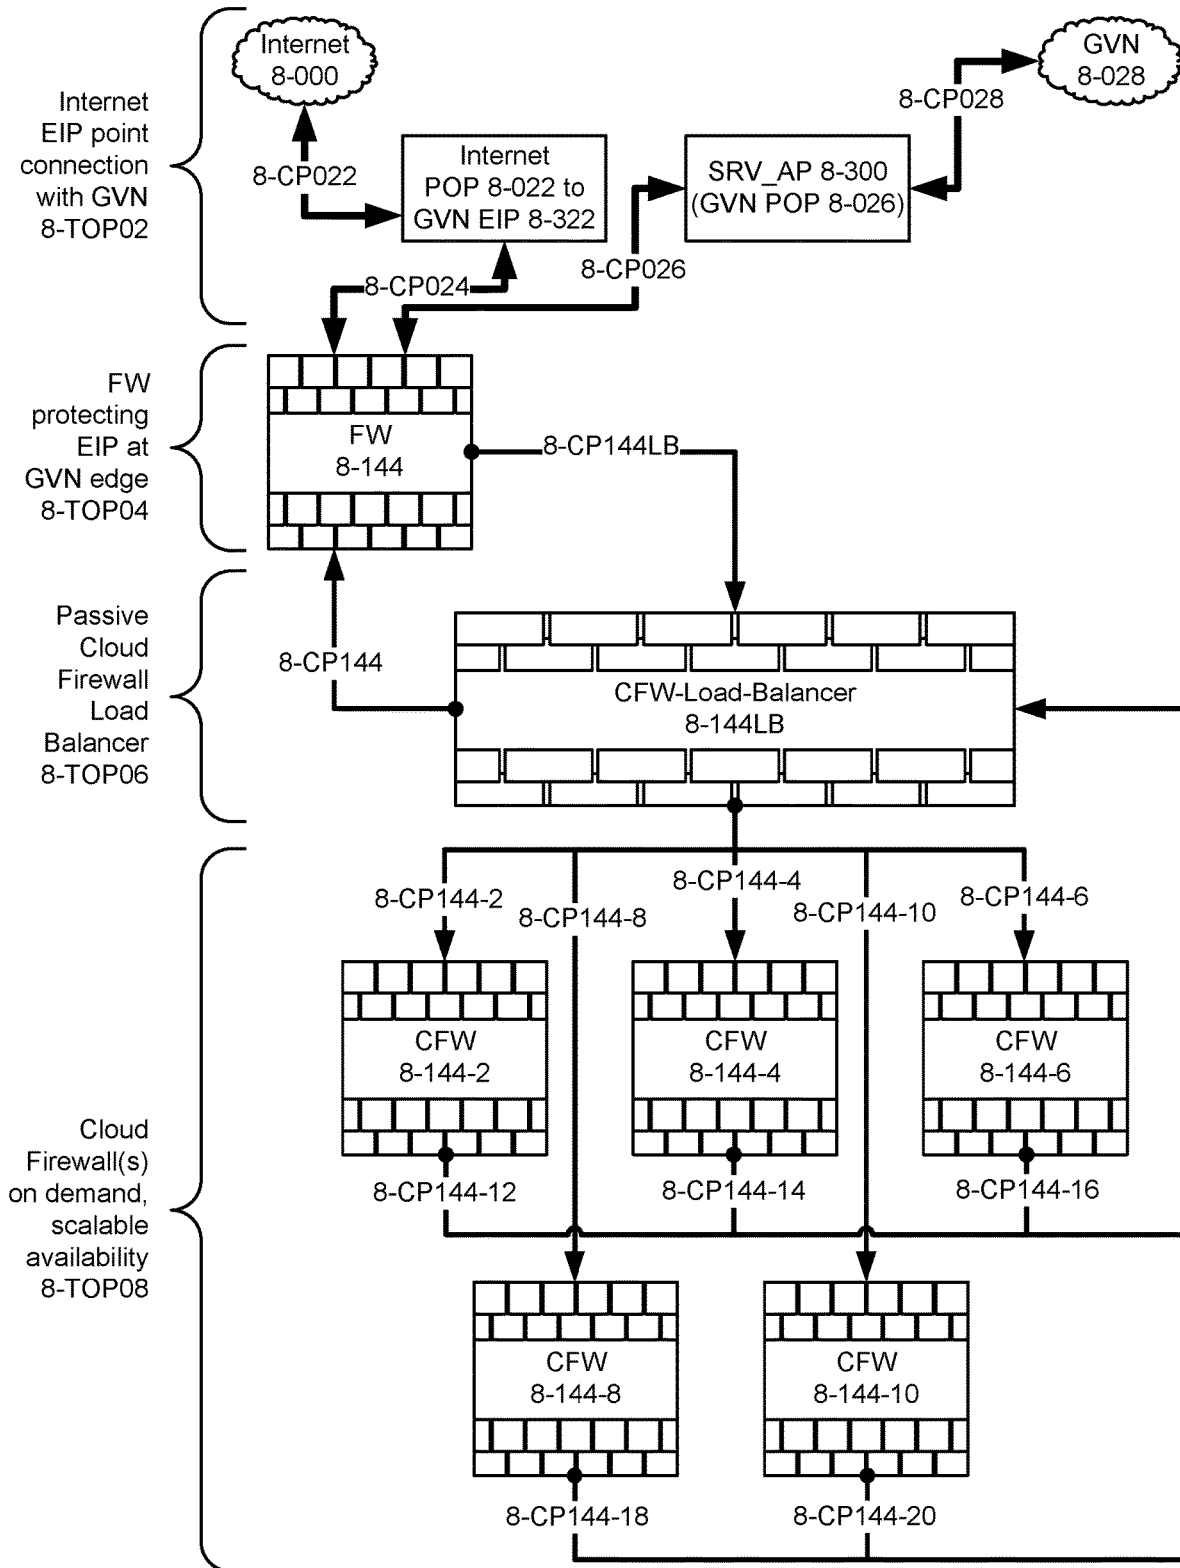 Internet
8-000
GVN
8-028
Internet
EIP point
connection
with GVN
8-TOP02
8-CP028
8-CP022
Internet
POP 8-022 to
GVN EIP 8-322
SRV_AP 8-300
(GVN POP 8-026)
8-CP026
8-CP024
FW
protecting
EIP at
GVN edge
8-TOP04
FW
8-144
8-CP144LB
Passive
Cloud
Firewall
Load
Balancer
8-TOP06
8-CP144
CFW-Load-Balancer
8-144LB
8-CP144-2
8-CP144-8
8-CP144-4
8-CP144-10
8-CP144-6
CFW
8-144-2
CFW
8-144-4
CFW
8-144-6
Cloud
Firewall(s)
on demand,
scalable
availability
8-TOP08
8-CP144-12
8-CP144-14
8-CP144-16
CFW
8-144-8
CFW
8-144-10
8-CP144-18
8-CP144-20